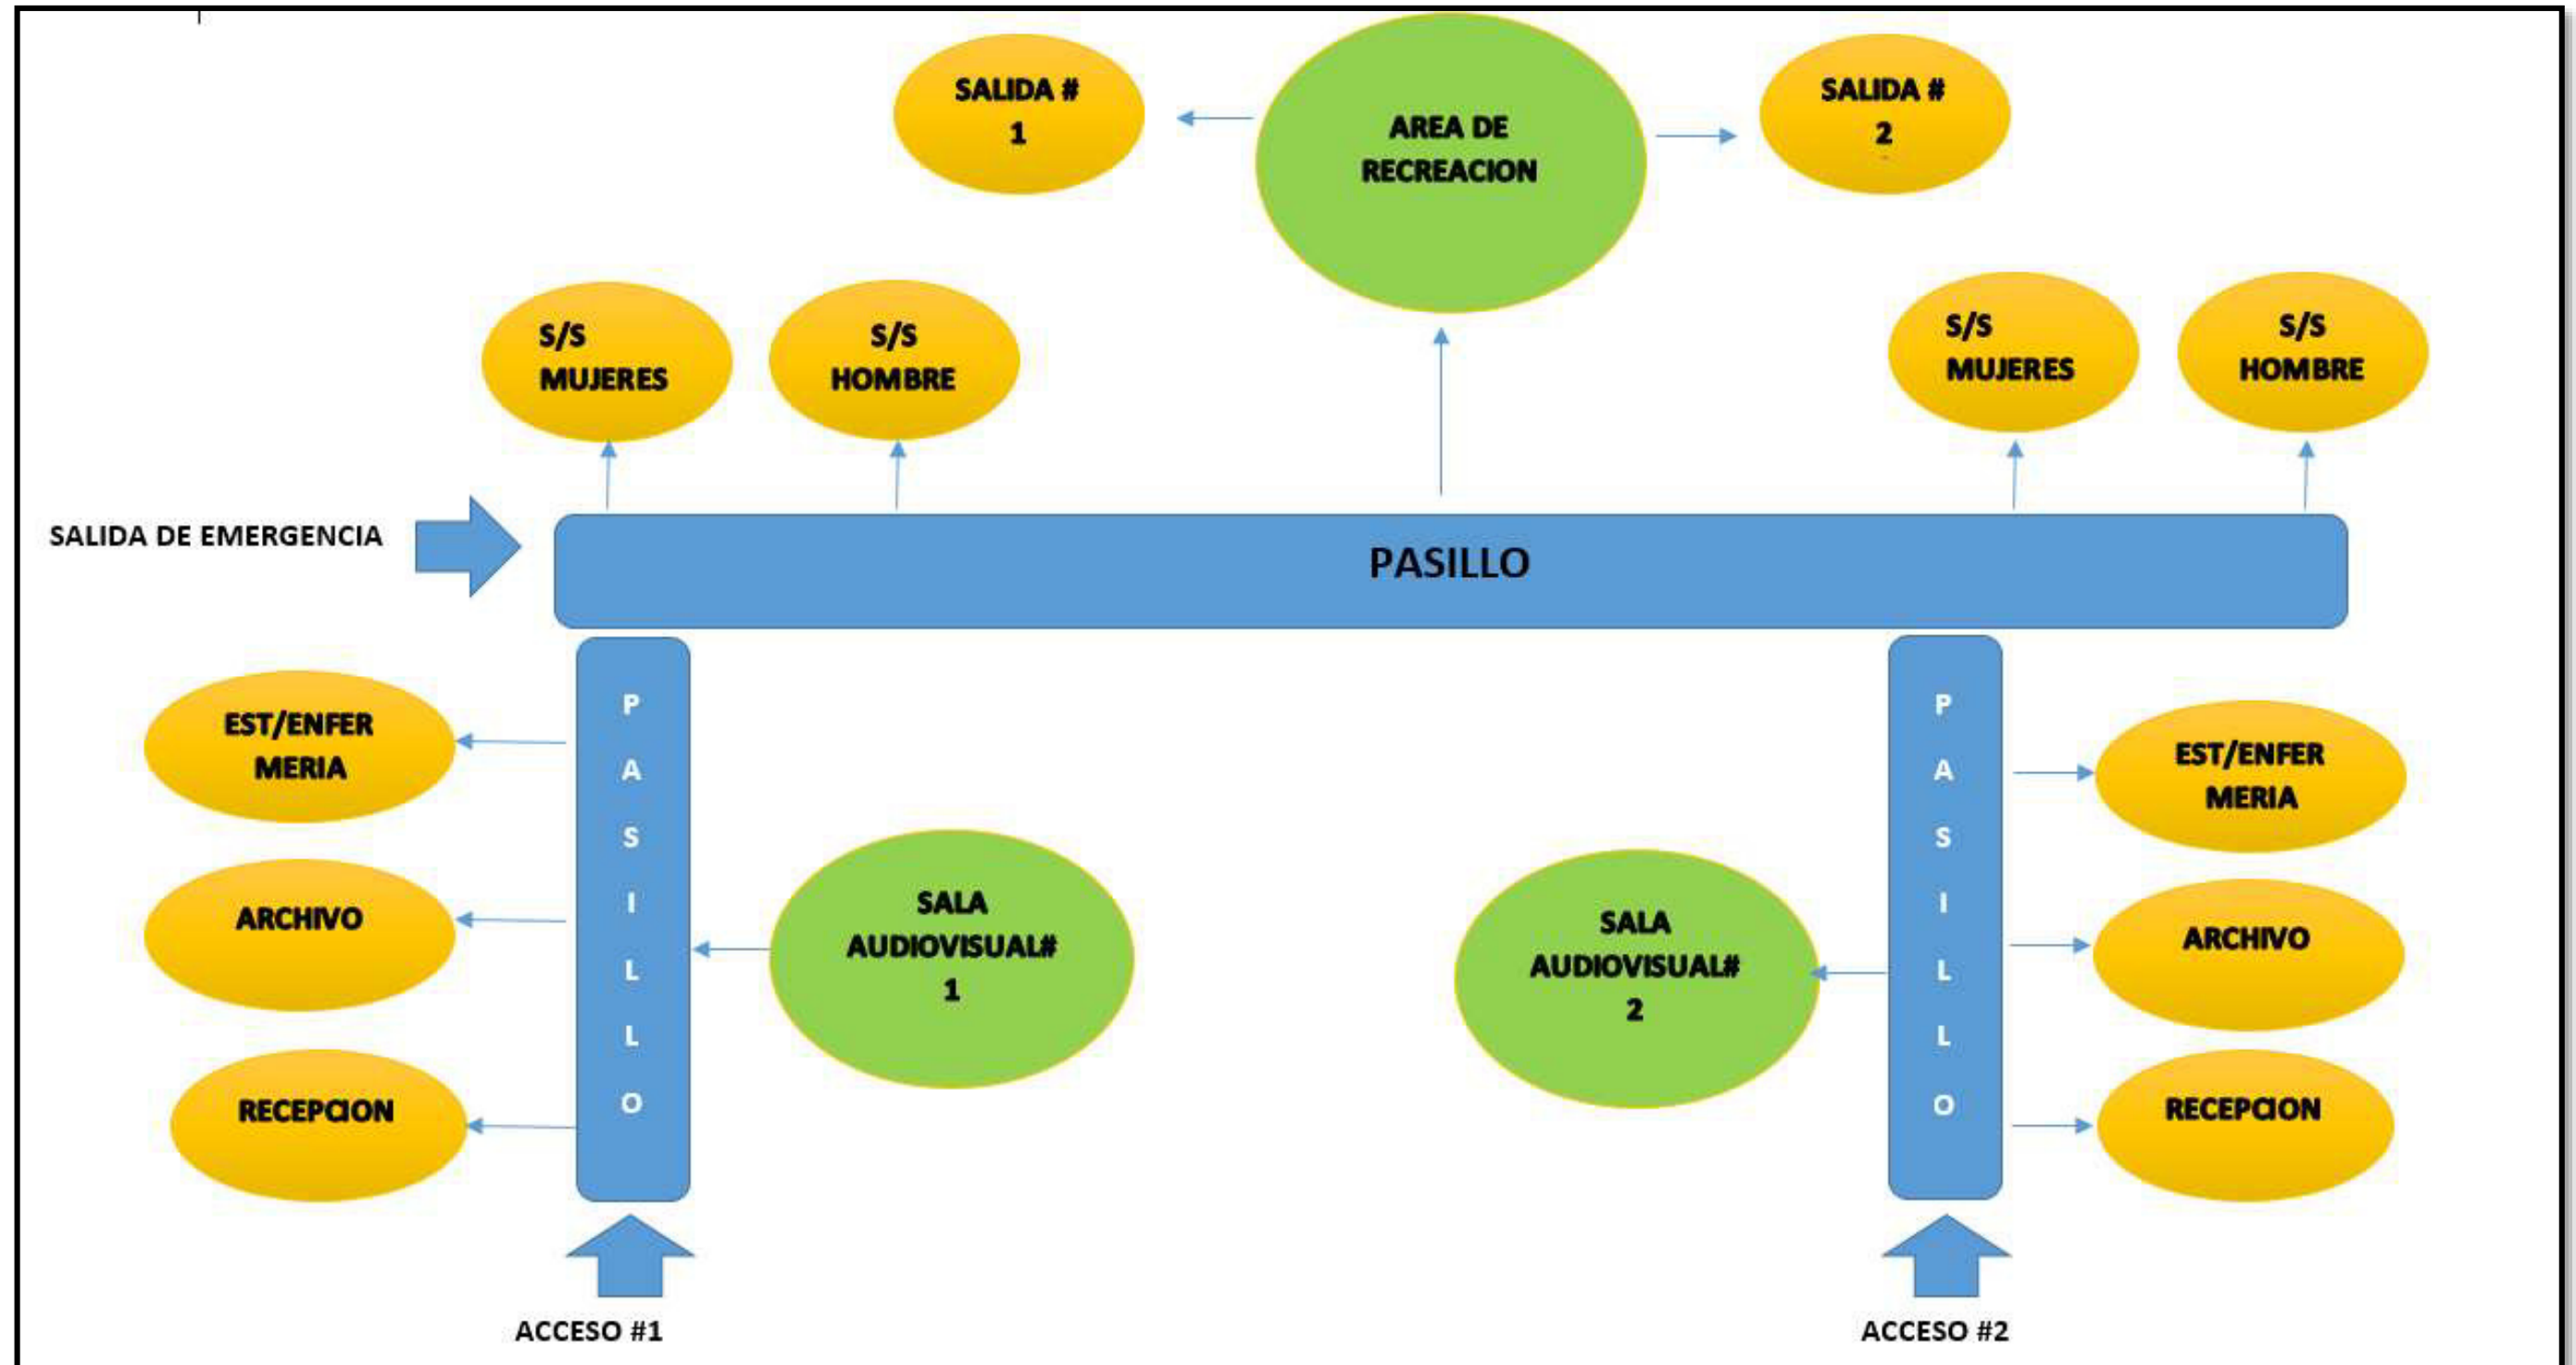 SALIDA #
1
AREA DE
RECREACION
SALIDA #
2
S/S
MUJERES
S/S
HOMBRE
S/S
MUJERES
S/S
HOMBRE
SALIDA DE EMERGENCIA
PASILLO
EST/ENFER
MERIA
ARCHIVO
RECEPCION
P
A
S
I
L
L
O
SALA
AUDIOVISUAL#
1
SALA
AUDIOVISUAL#
2
P
A
S
I
L
L
O
EST/ENFER
MERIA
ARCHIVO
RECEPCION
ACCESO #1
ACCESO #2